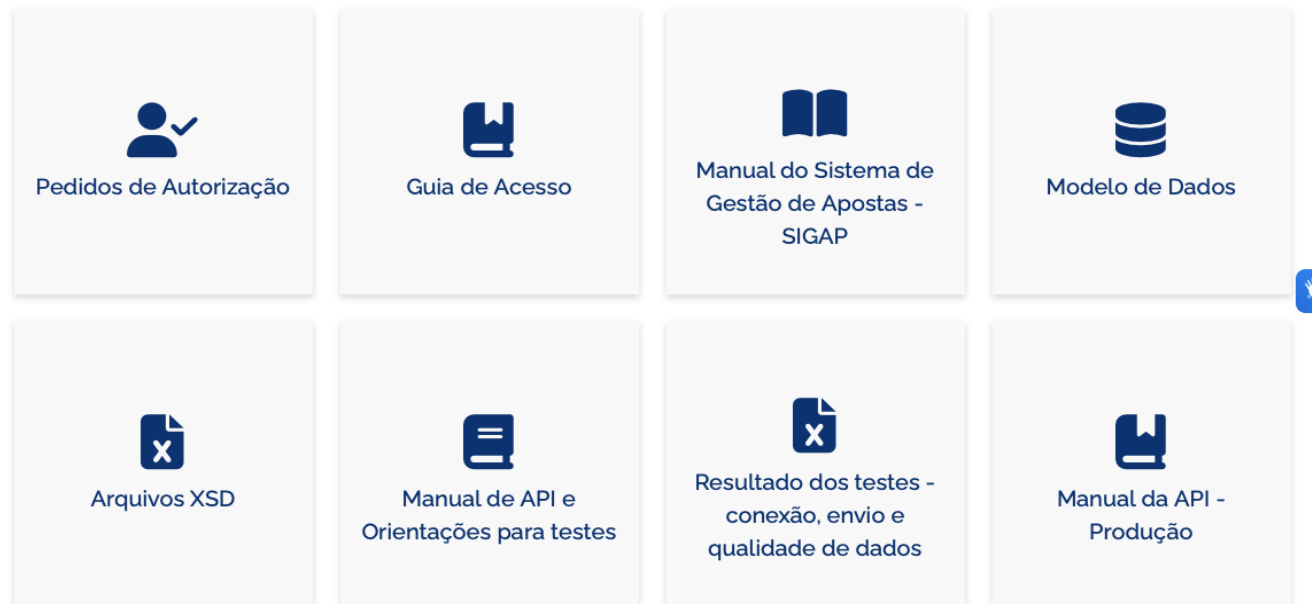 Pedidos de Autorização
Guia de Acesso
Manual do Sistema de
Gestão de Apostas -
SIGAP
Modelo de Dados
Arquivos XSD
Manual de API e
Orientações para testes
Resultado dos testes -
conexão, envio e
qualidade de dados
Manual da API -
Produção